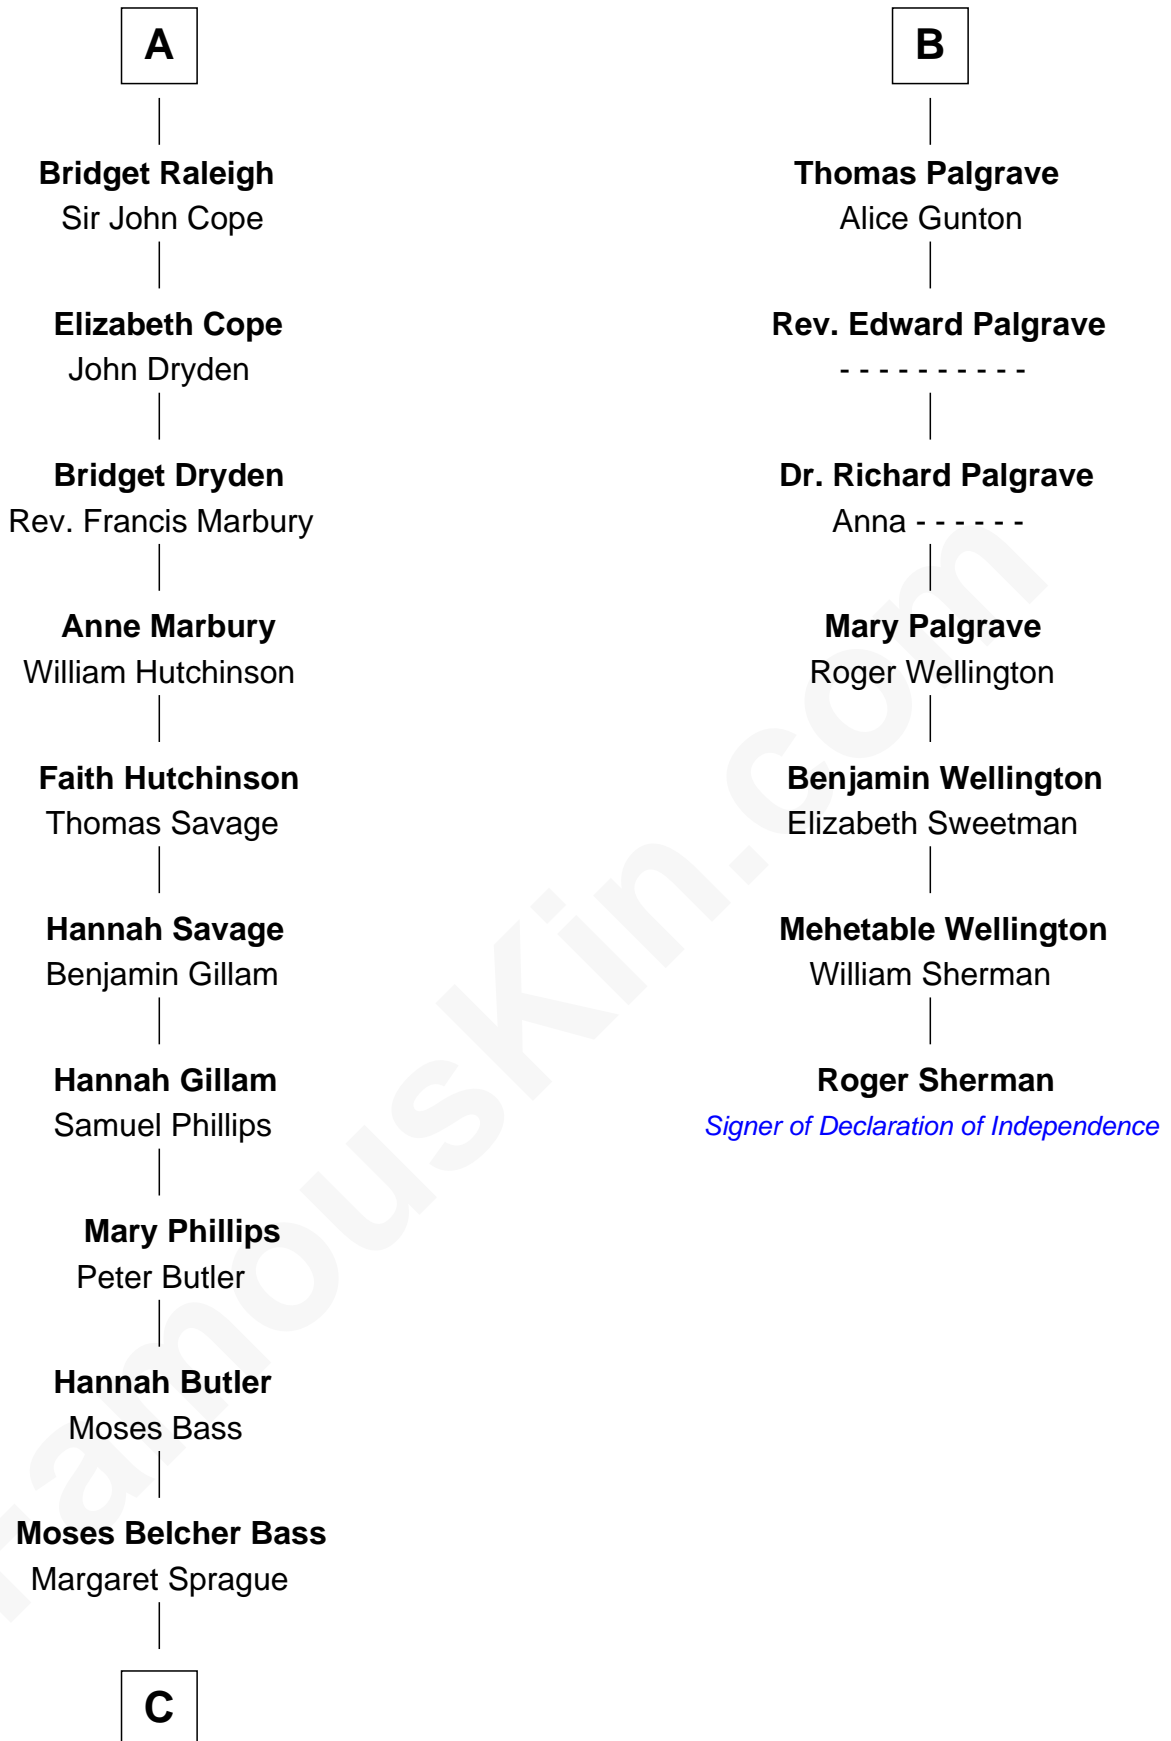 A
Bridget Raleigh
Sir John Cope
Elizabeth Cope
John Dryden
Bridget Dryden
Rev. Francis Marbury
Anne Marbury
William Hutchinson
Faith Hutchinson
Thomas Savage
Hannah Savage
Benjamin Gillam
Hannah Gillam
Samuel Phillips
Mary Phillips
Peter Butler
Hannah Butler
Moses Bass
Moses Belcher Bass
Margaret Sprague
C
B
Thomas Palgrave
Alice Gunton
Rev. Edward Palgrave
- - - - - - - - - -
Dr. Richard Palgrave
Anna - - - - - -
Mary Palgrave
Roger Wellington
Benjamin Wellington
Elizabeth Sweetman
Mehetable Wellington
William Sherman
Roger Sherman
Signer of Declaration of Independence
FamousKin.com